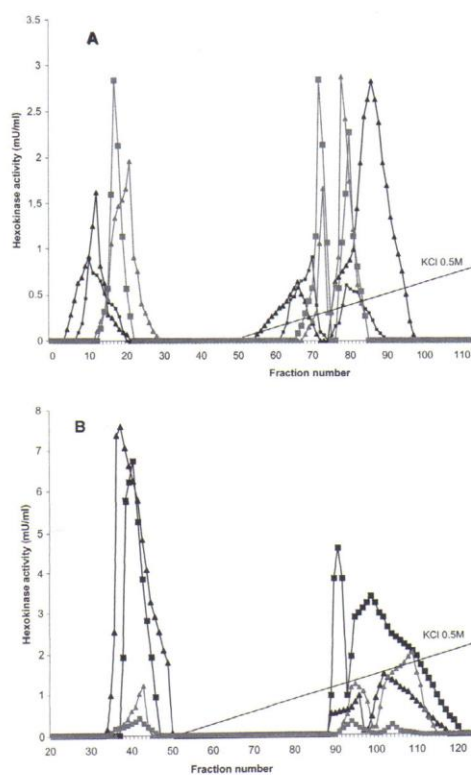 A
Hexokinase activity (mU/ml)
3.5
3
2.5
2
1.5
1
0.5
0
KCl 0.5M
0 10 20 30 40 50 60 70 80 90 100 110
Fraction number
B
Hexokinase activity (mU/ml)
8
7
6
5
4
3
2
1
0
KCl 0.5M
20 30 40 50 60 70 80 90 100 110 120
Fraction number